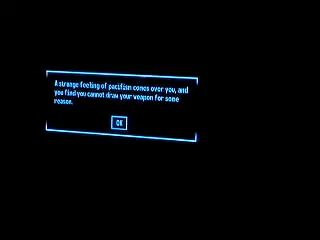 A strange feeling of pacifism comes over you, and
you find you cannot draw your weapon for some
reason.
OK